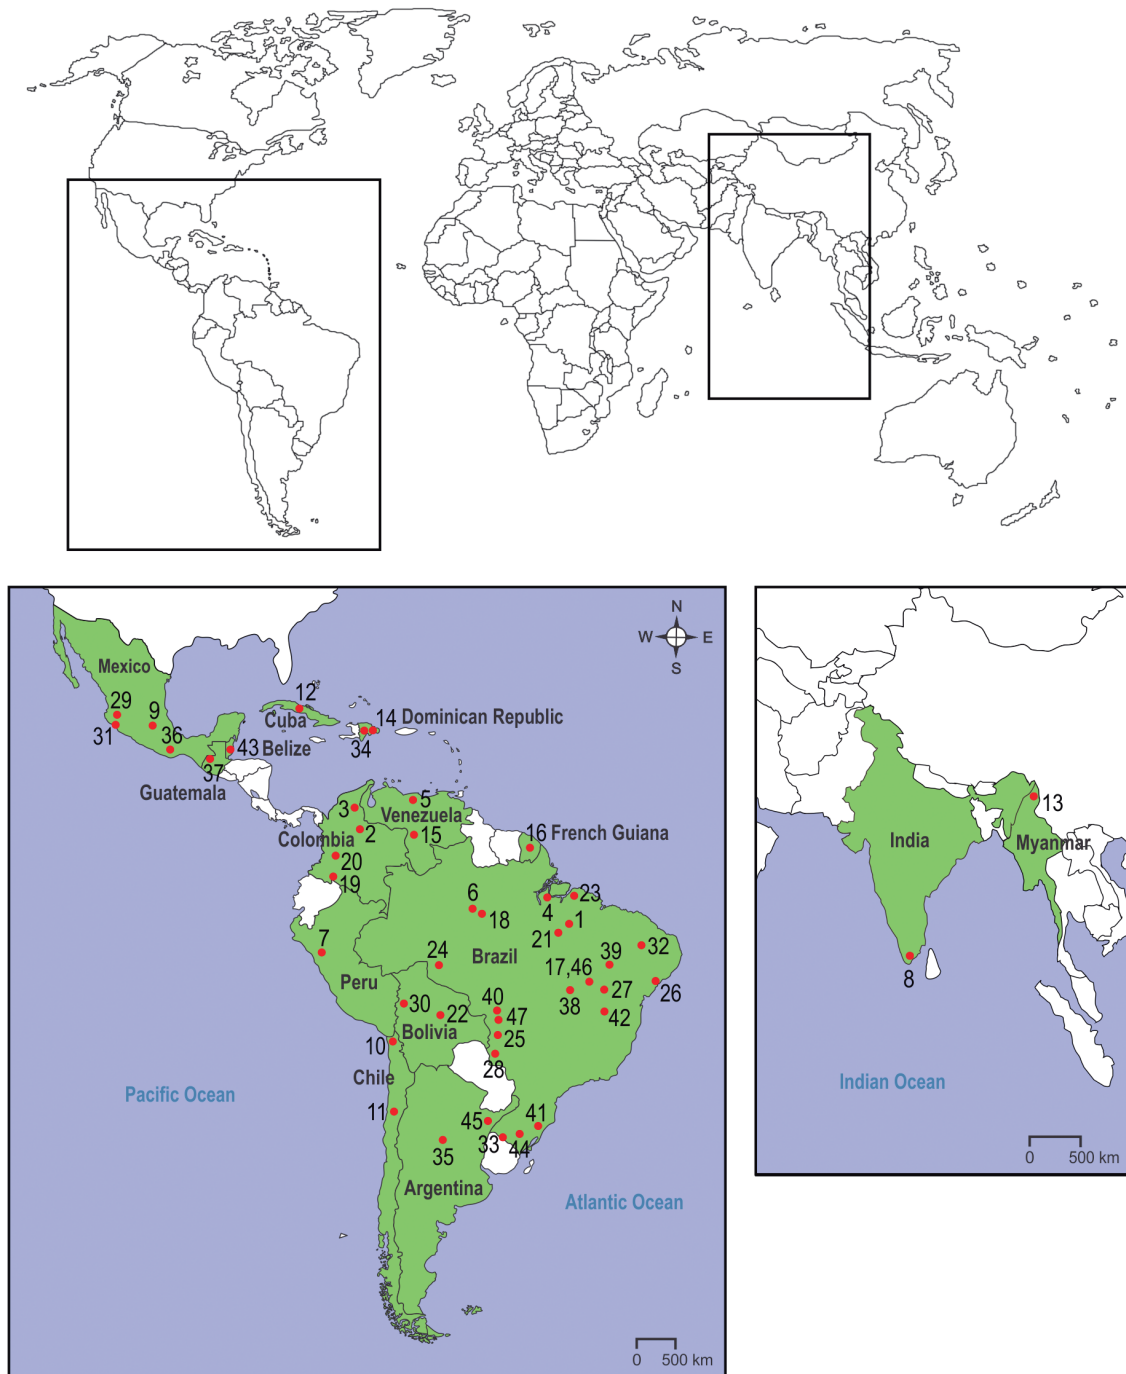 N
W E
S
Mexico
12
29
9
Cuba
14 Dominican Republic
31
36
43 Belize
34
37
Guatemala
5
3
Venezuela
2
15
16 French Guiana
Colombia
20
19
6
18
4
23
1
21
7
24
Brazil
39
32
17,46
Peru
27
26
38
30
22
40
47
42
Bolivia
25
10
28
Chile
Pacific Ocean
11
45
41
33
44
35
Argentina
Atlantic Ocean
0 500 km
13
India
Myanmar
8
Indian Ocean
0 500 km